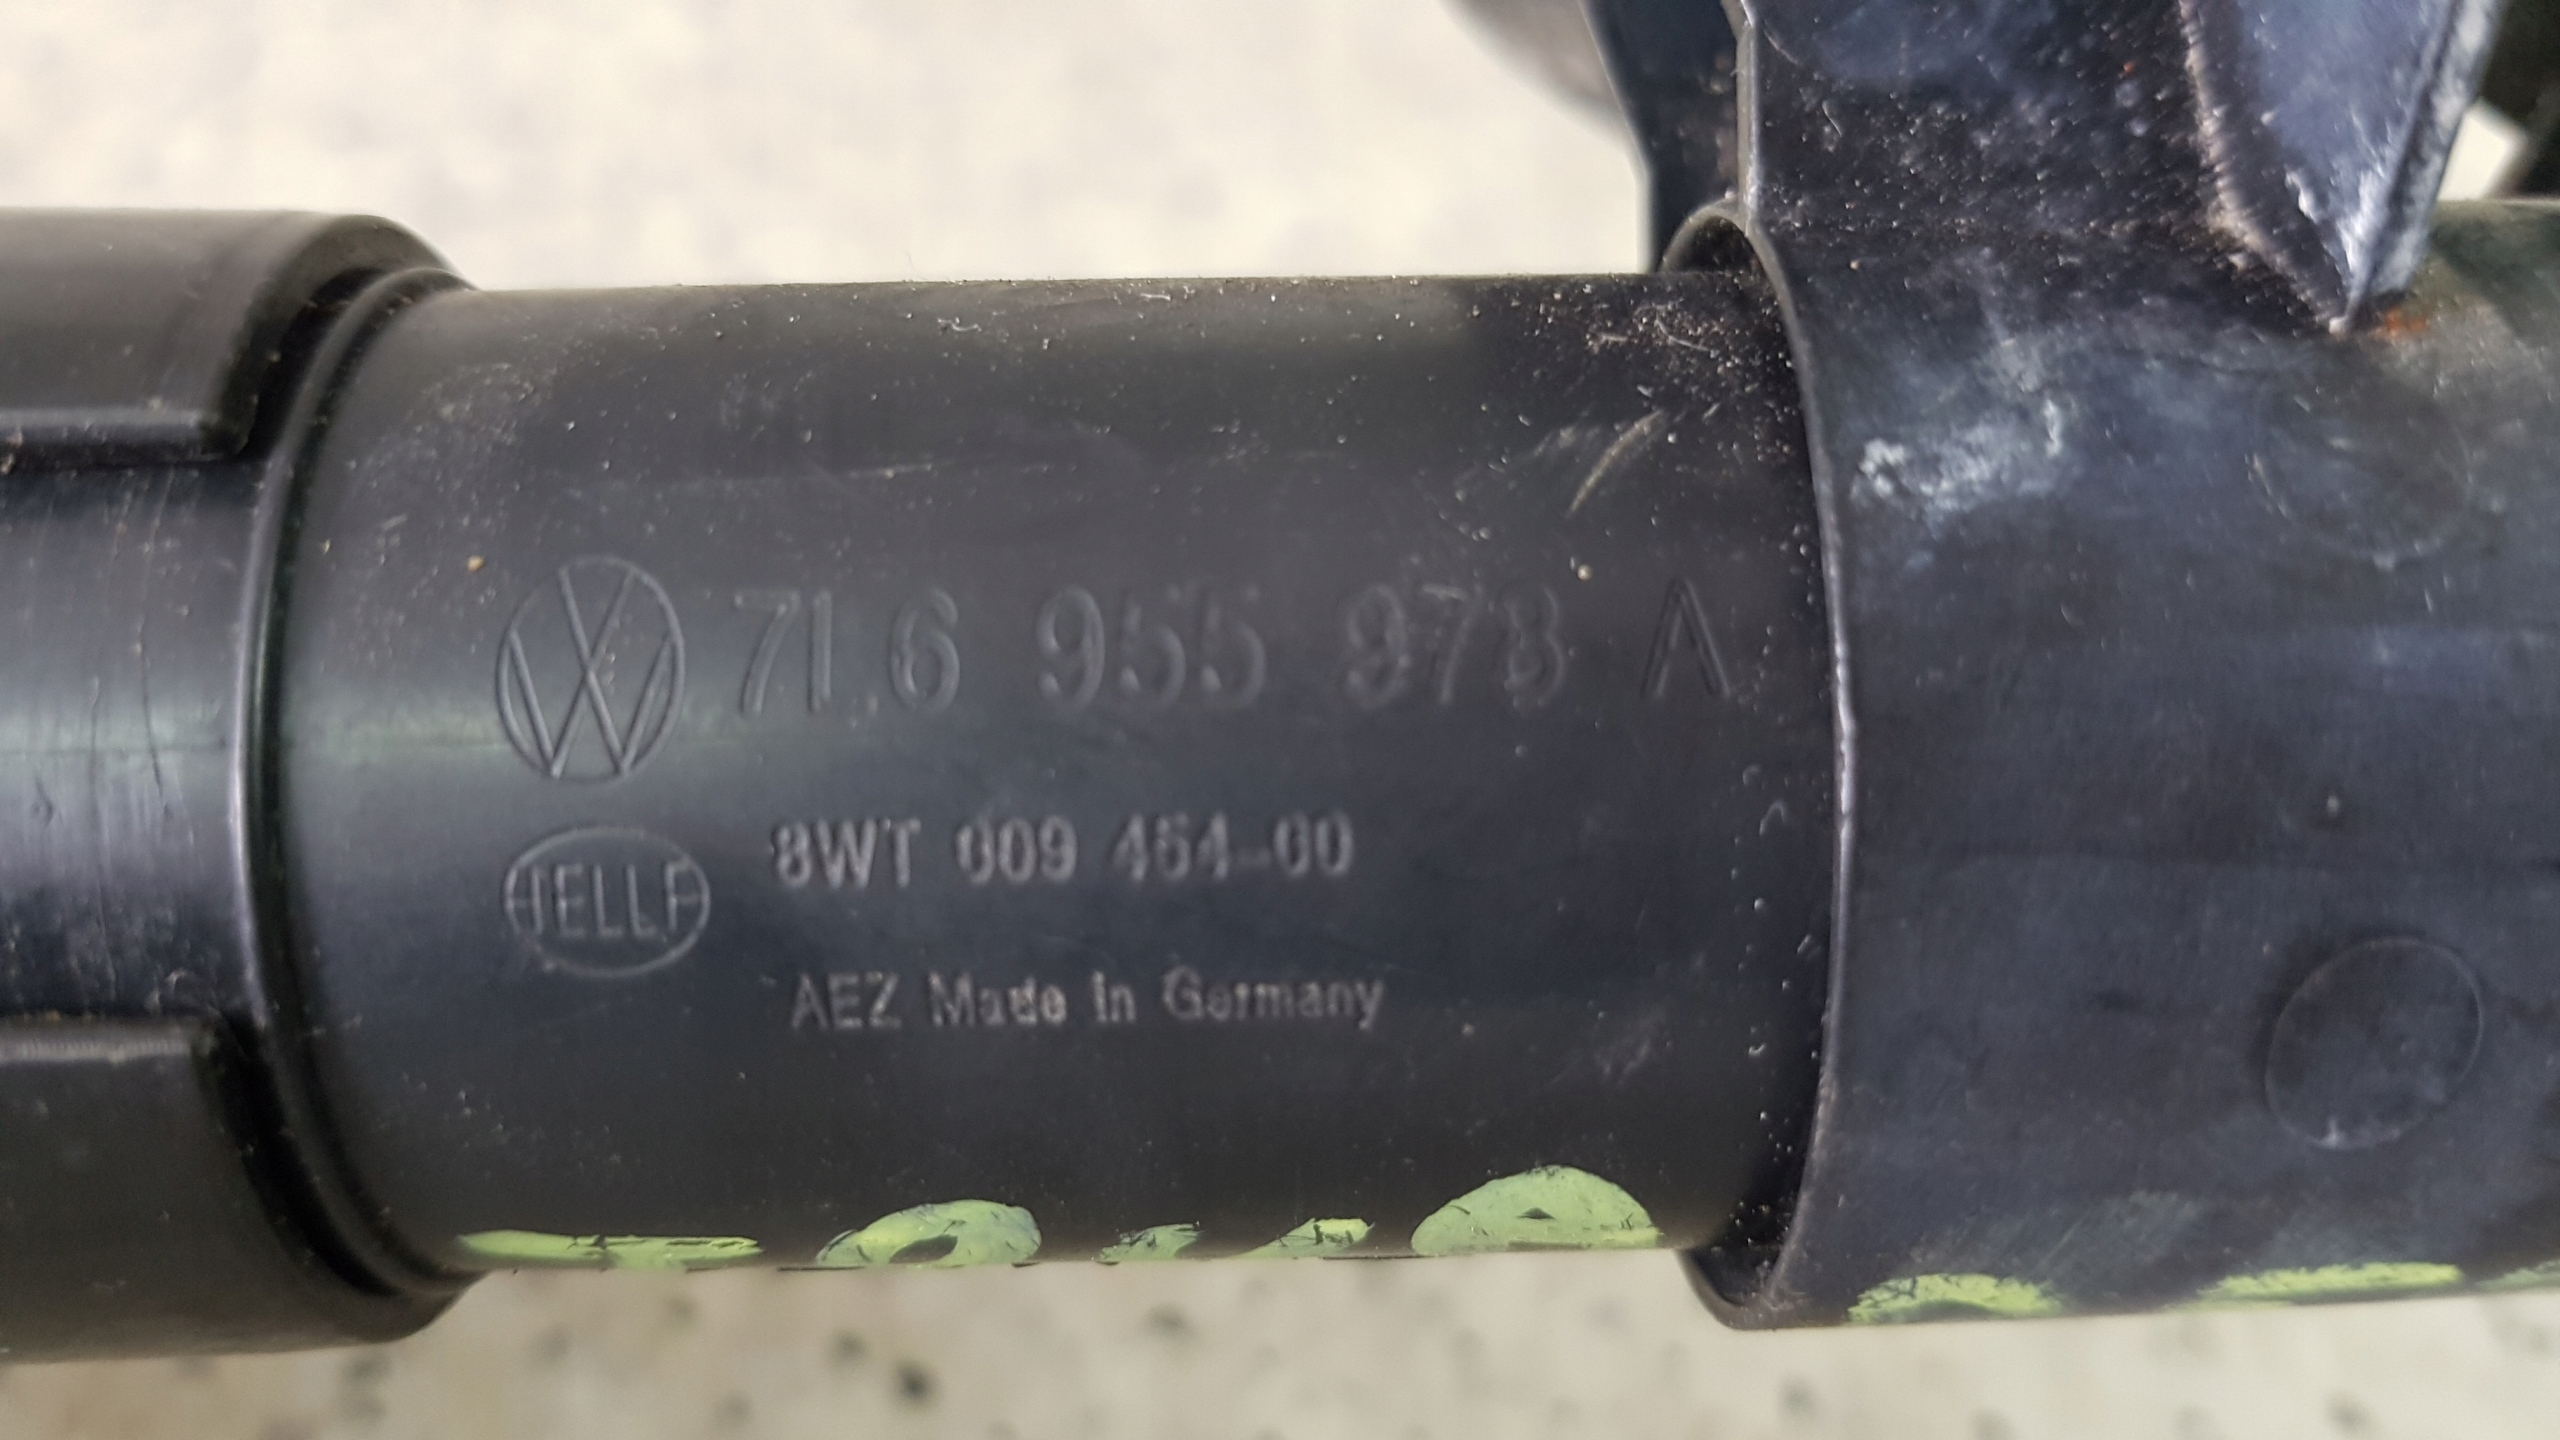 7L6 955 978 A
8WT 009 464-00
HELLA
AEZ Made in Germany